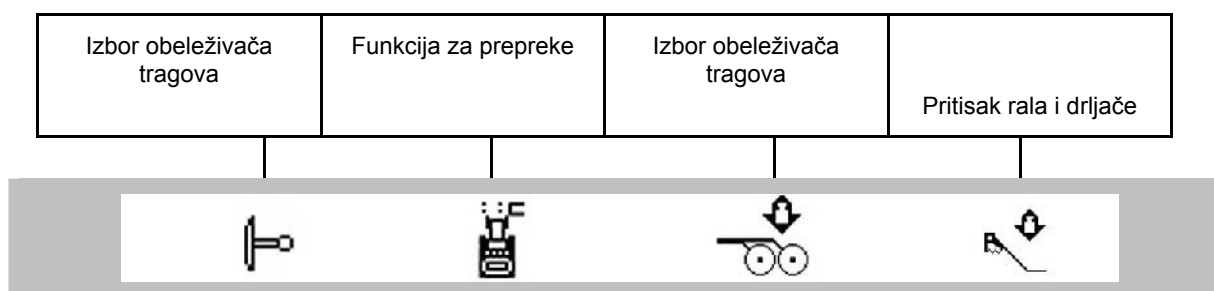 Izbor obeleživača
tragova
Funkcija za prepreke
Izbor obeleživača
tragova
Pritisak rala i drljače